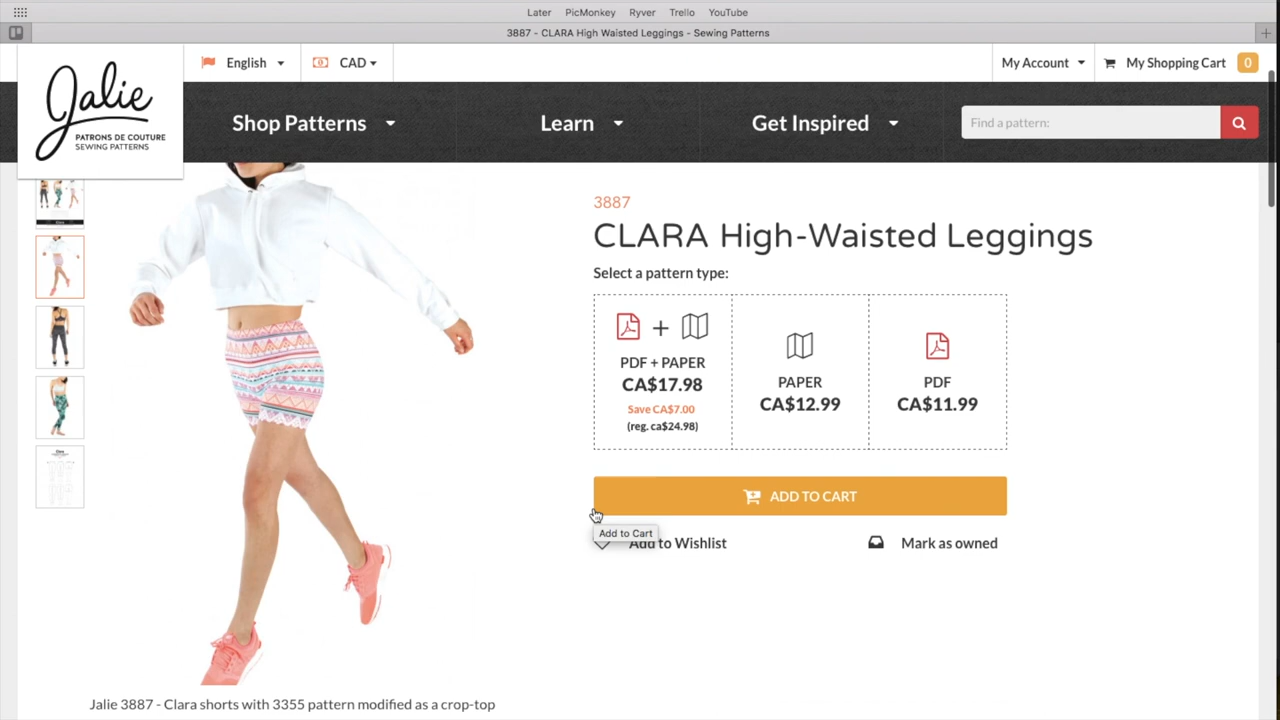 Later PicMonkey Ryver Trello YouTube
3887 - CLARA High Waisted Leggings - Sewing Patterns
English CAD My Account My Shopping Cart 0
Jalie
PATRONS DE COUTURE
SEWING PATTERNS
Shop Patterns Learn Get Inspired Find a pattern:
3887
CLARA High-Waisted Leggings
Select a pattern type:
PDF + PAPER
CA$17.98
Save CA$7.00
(reg. ca$24.98)
PAPER
CA$12.99
PDF
CA$11.99
ADD TO CART
Add to Cart
Add to Wishlist Mark as owned
Jalie 3887 - Clara shorts with 3355 pattern modified as a crop-top